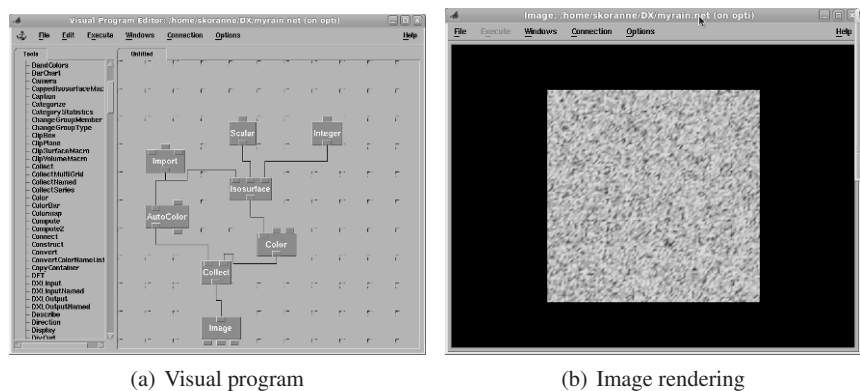 Visual Program Editor: /home/skoranne/DX/myrain.net (on opti)
File Edit Execute Windows Connection Options Help
Tools
Untitled
BandColors
BarChart
Camera
CappedIsosurfaceMac
Caption
Categorize
CategoryStatistics
ChangeGroupMember
ChangeGroupType
ClipBox
ClipPlane
ClipSurfaceMacro
ClipVolumeMacro
Collect
CollectMultiGrid
CollectNamed
CollectSeries
Color
ColorBar
Colormap
Compute
Compute2
Connect
Construct
Convert
ConvertColorNameList
CopyContainer
DFT
DXLInput
DXLInputNamed
DXLOutput
DXLOutputNamed
Describe
Direction
Display
Scalar
Integer
Import
Isosurface
AutoColor
Color
Collect
Image
(a) Visual program
Image: /home/skoranne/DX/myrain.net (on opti)
File Execute Windows Connection Options Help
(b) Image rendering